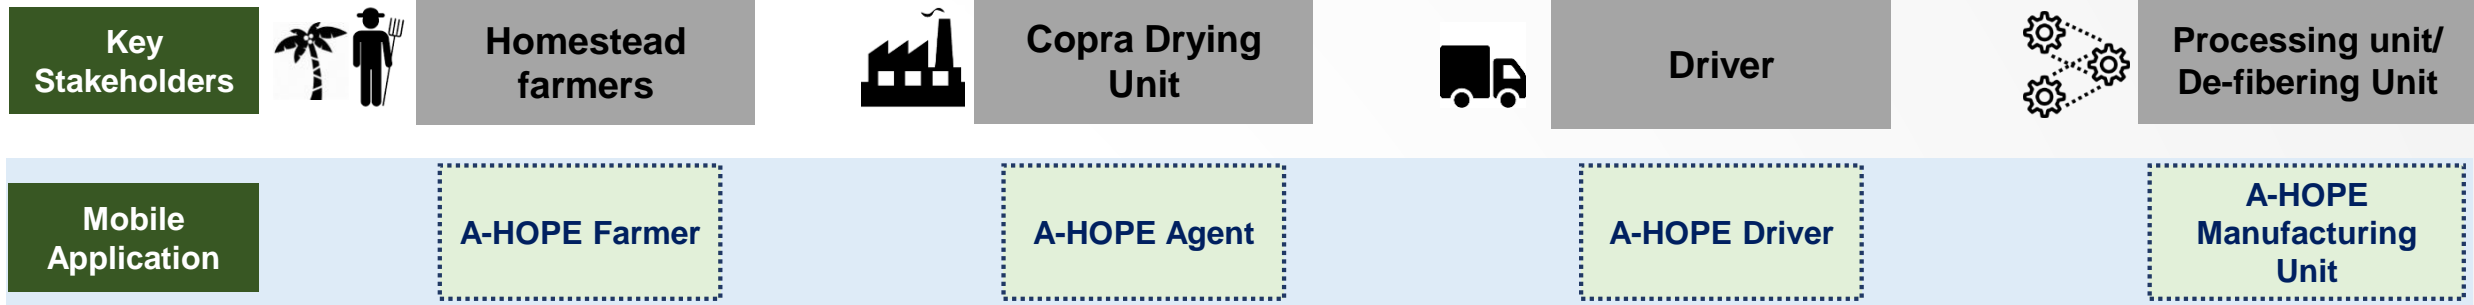 Key
Stakeholders
Homestead
farmers
Copra Drying
Unit
Driver
Processing unit/
De-fibering Unit
Mobile
Application
A-HOPE Farmer
A-HOPE Agent
A-HOPE Driver
A-HOPE
Manufacturing
Unit